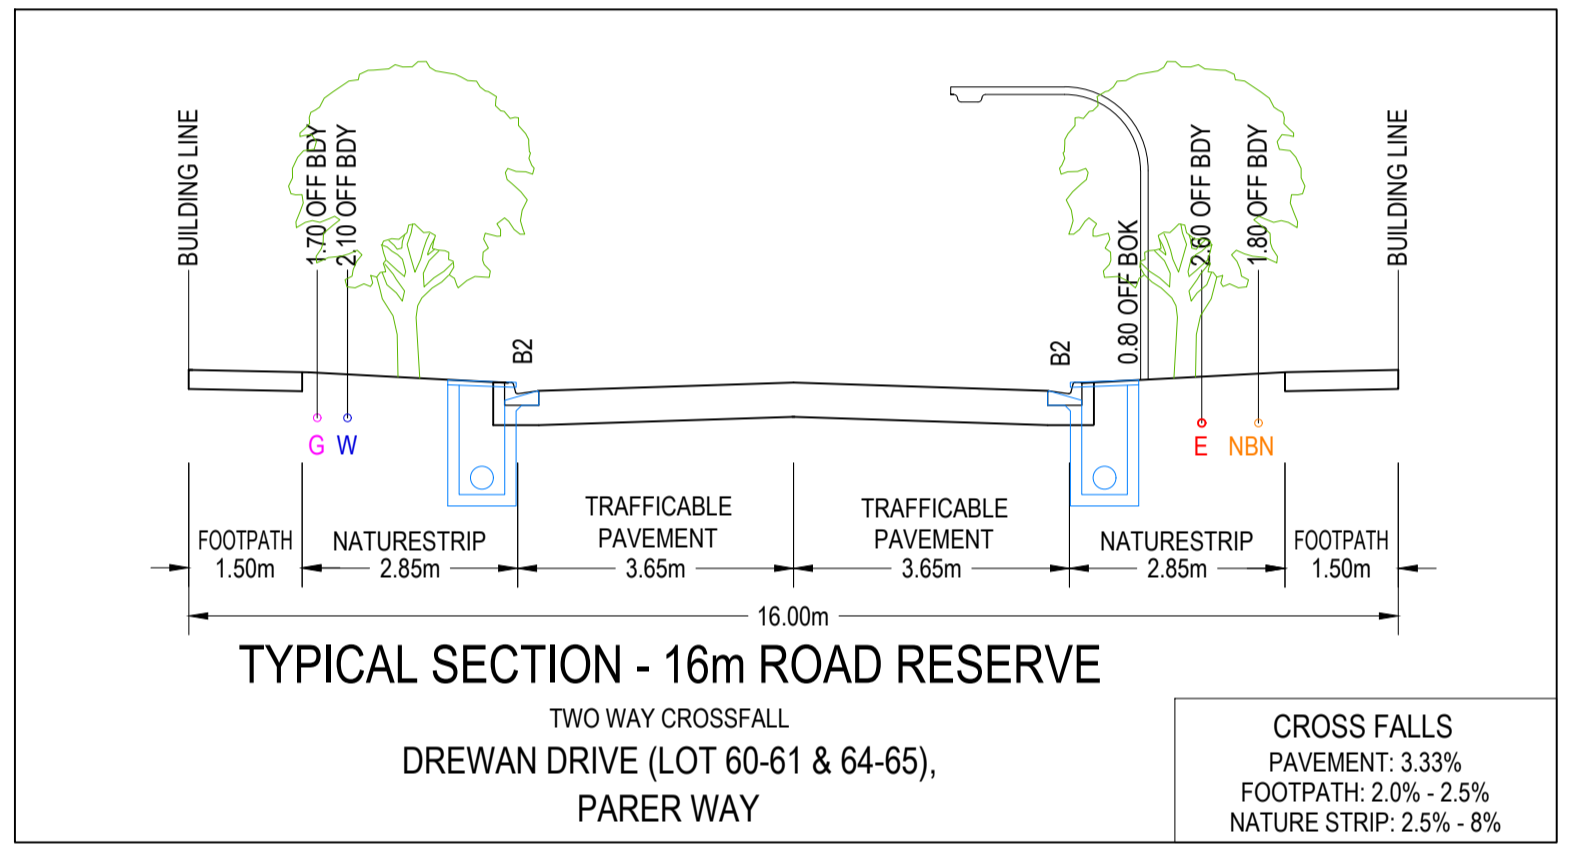 BUILDING LINE
1.70 OFF BDY
2.10 OFF BDY
B2
B2
0.80 OFF BOK
2.60 OFF BDY
1.80 OFF BDY
BUILDING LINE
G W
E NBN
FOOTPATH
1.50m
NATURESTRIP
2.85m
TRAFFICABLE
PAVEMENT
3.65m
TRAFFICABLE
PAVEMENT
3.65m
NATURESTRIP
2.85m
FOOTPATH
1.50m
16.00m
TYPICAL SECTION - 16m ROAD RESERVE
TWO WAY CROSSFALL
DREWAN DRIVE (LOT 60-61 & 64-65),
PARER WAY
CROSS FALLS
PAVEMENT: 3.33%
FOOTPATH: 2.0% - 2.5%
NATURE STRIP: 2.5% - 8%